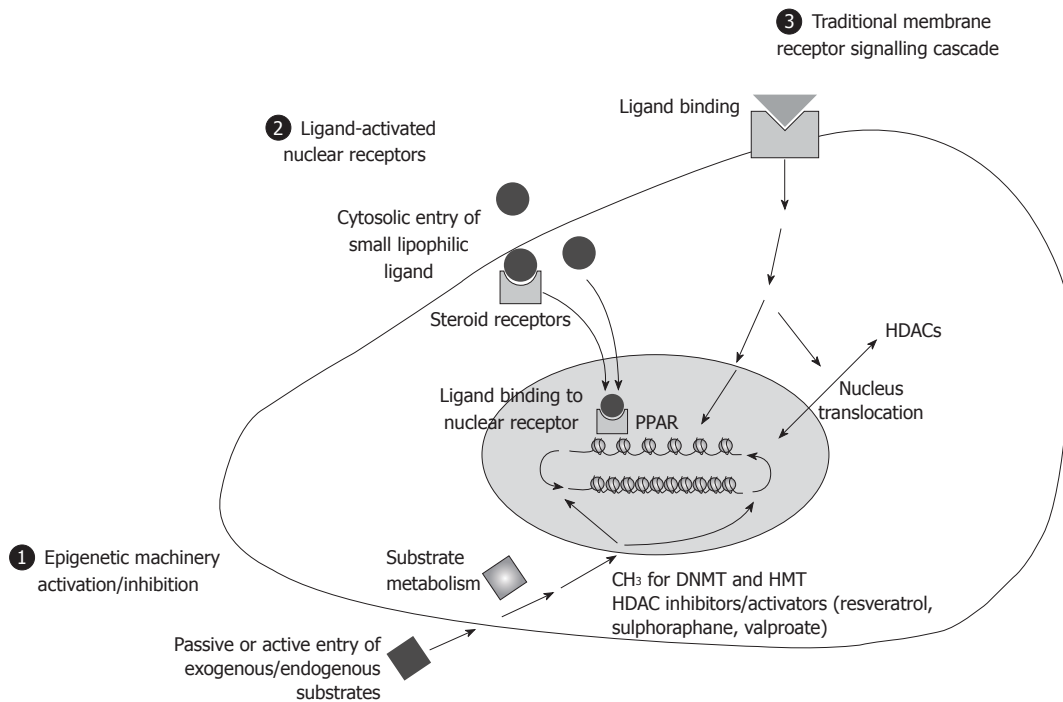 3 Traditional membrane
receptor signalling cascade
Ligand binding
2 Ligand-activated
nuclear receptors
Cytosolic entry of
small lipophilic
ligand
Steroid receptors
HDACs
Nucleus
translocation
Ligand binding to
nuclear receptor
PPAR
1 Epigenetic machinery
activation/inhibition
Substrate
metabolism
CH₃ for DNMT and HMT
HDAC inhibitors/activators (resveratrol,
sulphoraphane, valproate)
Passive or active entry of
exogenous/endogenous
substrates